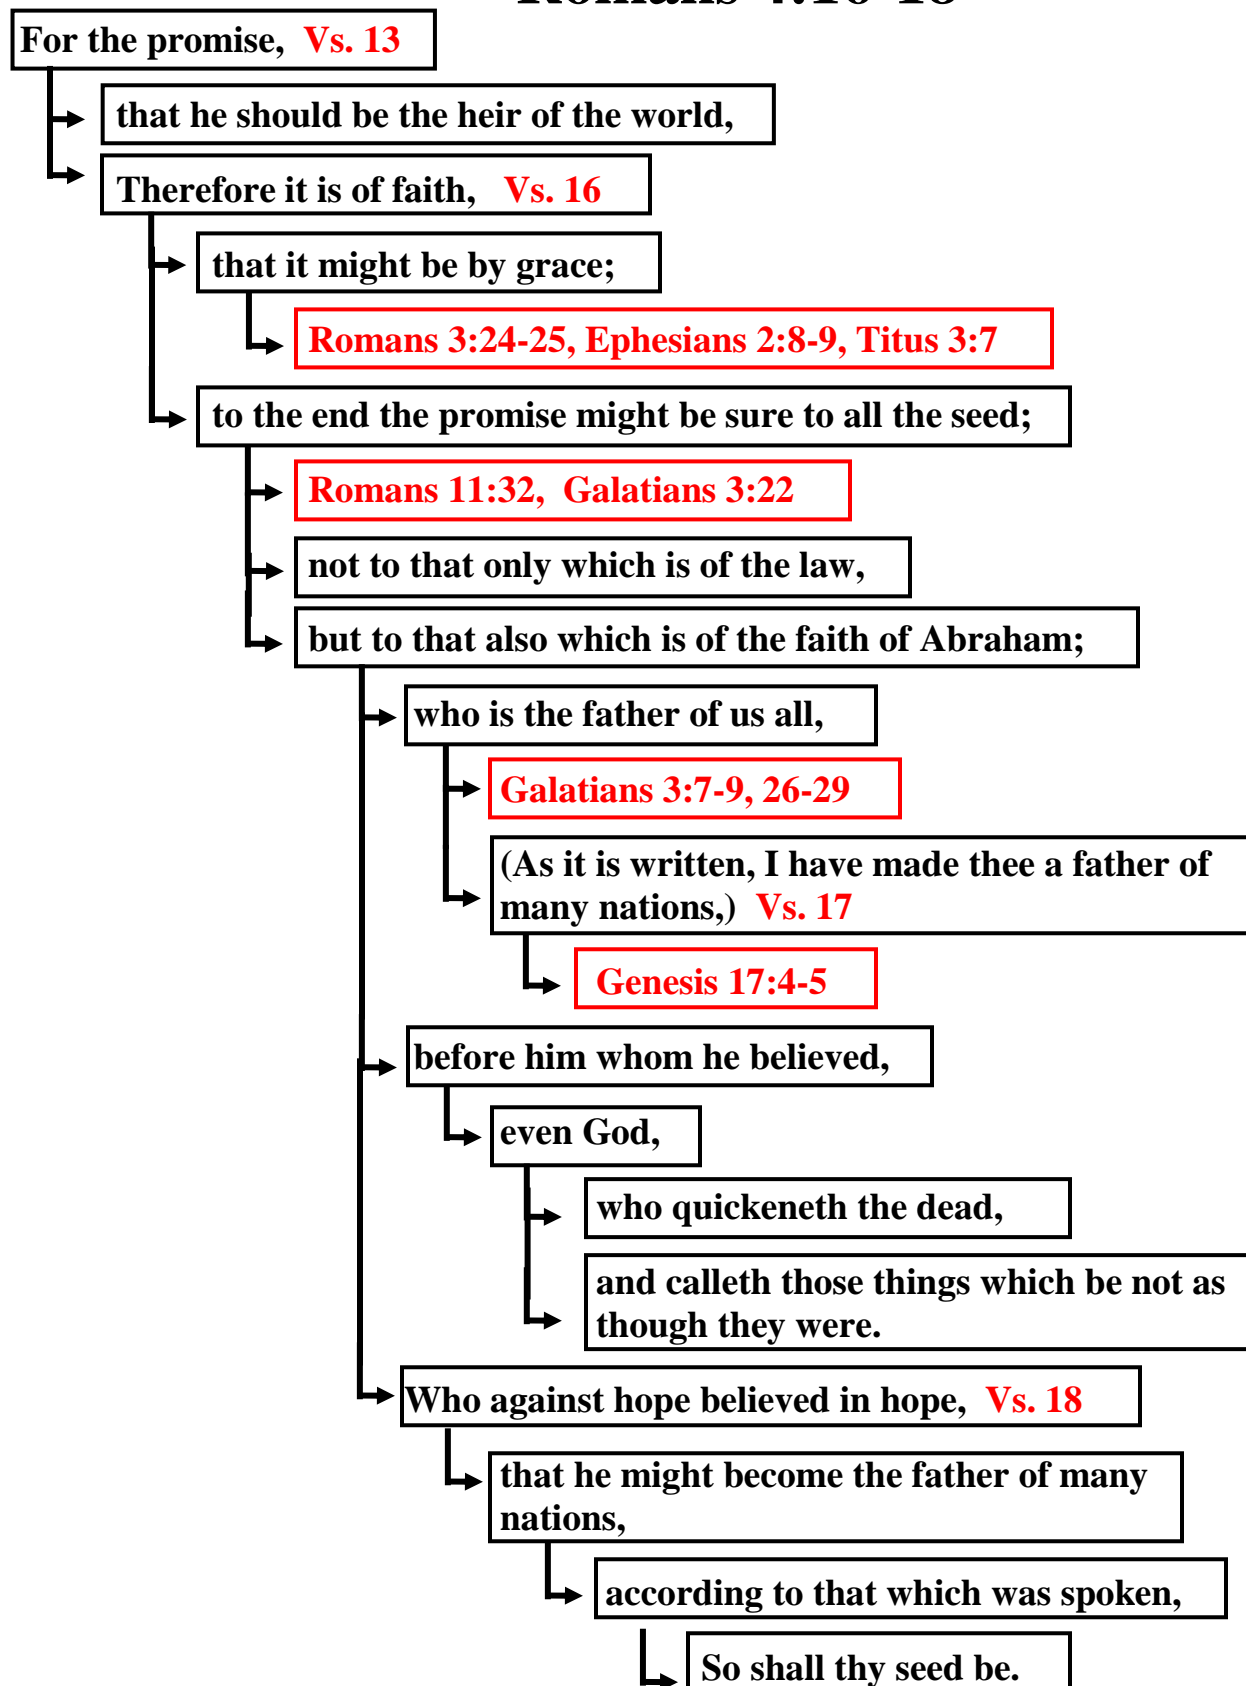 Romans 4:16-18
For the promise, Vs. 13
that he should be the heir of the world,
Therefore it is of faith, Vs. 16
that it might be by grace;
Romans 3:24-25, Ephesians 2:8-9, Titus 3:7
to the end the promise might be sure to all the seed;
Romans 11:32, Galatians 3:22
not to that only which is of the law,
but to that also which is of the faith of Abraham;
who is the father of us all,
Galatians 3:7-9, 26-29
(As it is written, I have made thee a father of
many nations,) Vs. 17
Genesis 17:4-5
before him whom he believed,
even God,
who quickeneth the dead,
and calleth those things which be not as
though they were.
Who against hope believed in hope, Vs. 18
that he might become the father of many
nations,
according to that which was spoken,
So shall thy seed be.